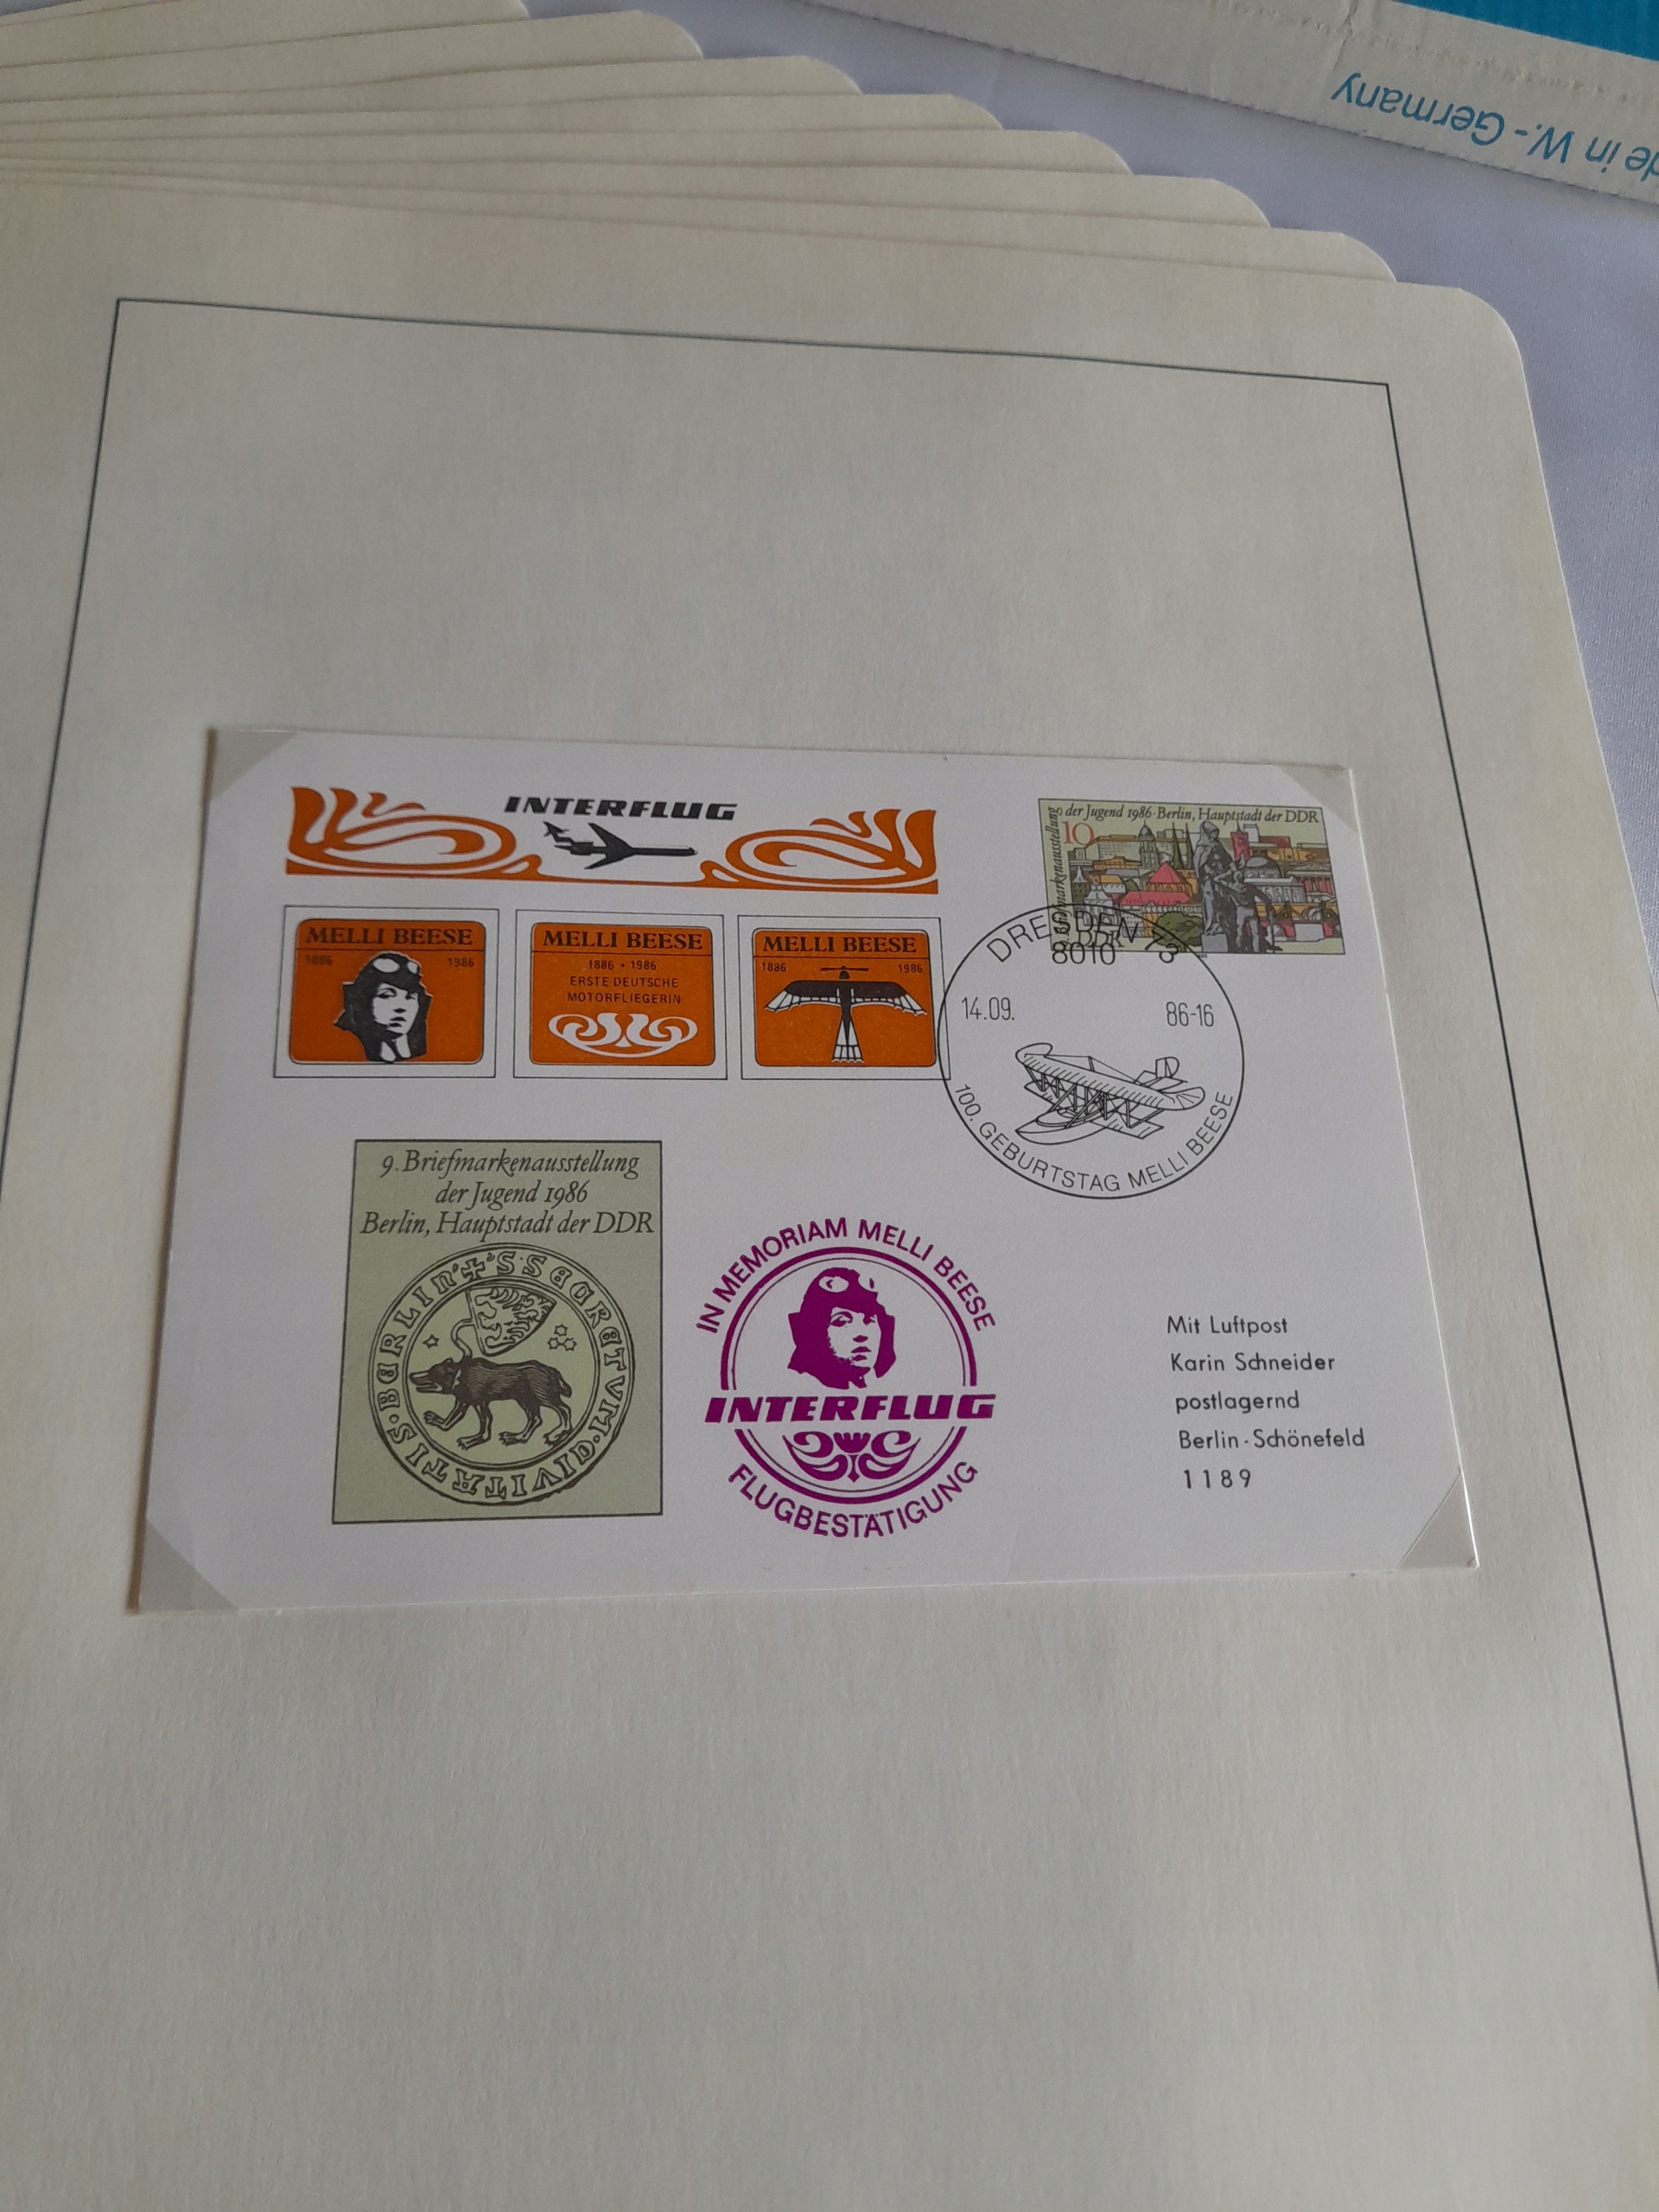 de in W.-Germany
INTERFLUG
9. Briefmarkenausstellung
der Jugend 1986 · Berlin, Hauptstadt der DDR
10
MELLI BEESE
1886 1986
MELLI BEESE
1886 • 1986
ERSTE DEUTSCHE
MOTORFLIEGERIN
MELLI BEESE
1886 1986
DRESDEN
DDR
8010
14.09. 86-16
100. GEBURTSTAG MELLI BEESE
9. Briefmarkenausstellung
der Jugend 1986
Berlin, Hauptstadt der DDR
IN MEMORIAM MELLI BEESE
INTERFLUG
FLUGBESTÄTIGUNG
Mit Luftpost
Karin Schneider
postlagernd
Berlin - Schönefeld
1189